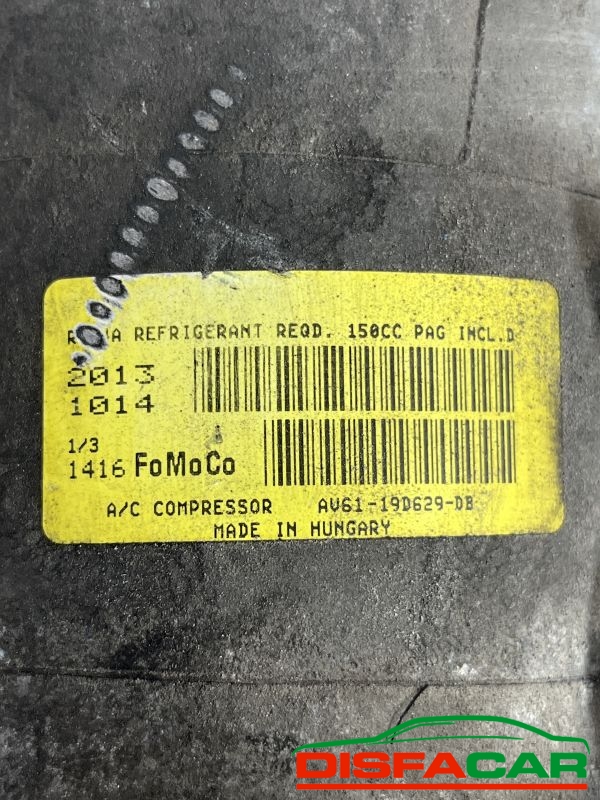 REFRIGERANT REQD. 150CC PAG INCL.D
2013
1014
1/3
1416 FoMoCo
A/C COMPRESSOR AV61-19D629-DB
MADE IN HUNGARY
DISFACAR